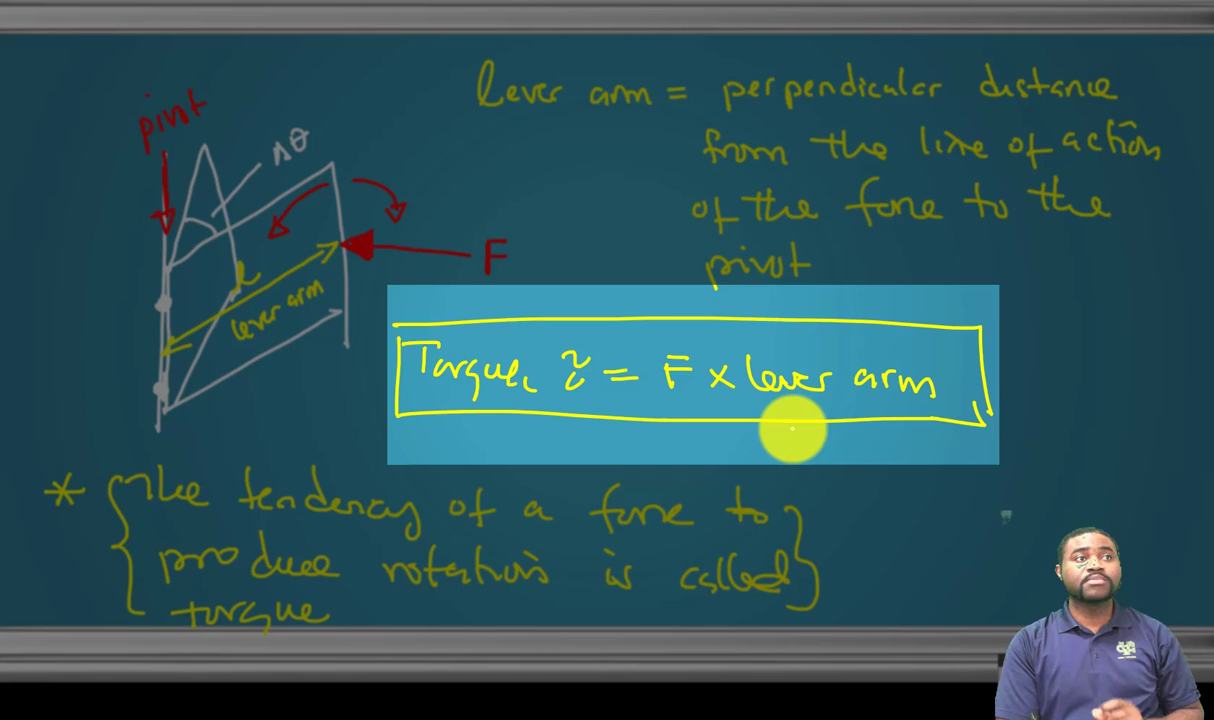 pivot
Δθ
lever arm = perpendicular distance
from the line of action
of the force to the
pivot
F
l
lever arm
Torque, τ = F × lever arm
* { The tendency of a force to
produce rotation is called
torque }